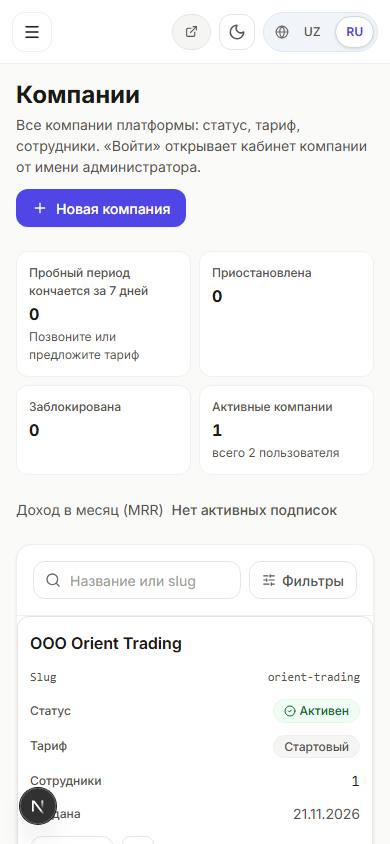 UZ
RU
Компании
Все компании платформы: статус, тариф,
сотрудники. «Войти» открывает кабинет компании
от имени администратора.
Новая компания
Пробный период
кончается за 7 дней
0
Позвоните или
предложите тариф
Приостановлена
0
Заблокирована
0
Активные компании
1
всего 2 пользователя
Доход в месяц (MRR) Нет активных подписок
Название или slug
Фильтры
ООО Orient Trading
Slug orient-trading
Статус Активен
Тариф Стартовый
Сотрудники 1
21.11.2026
N